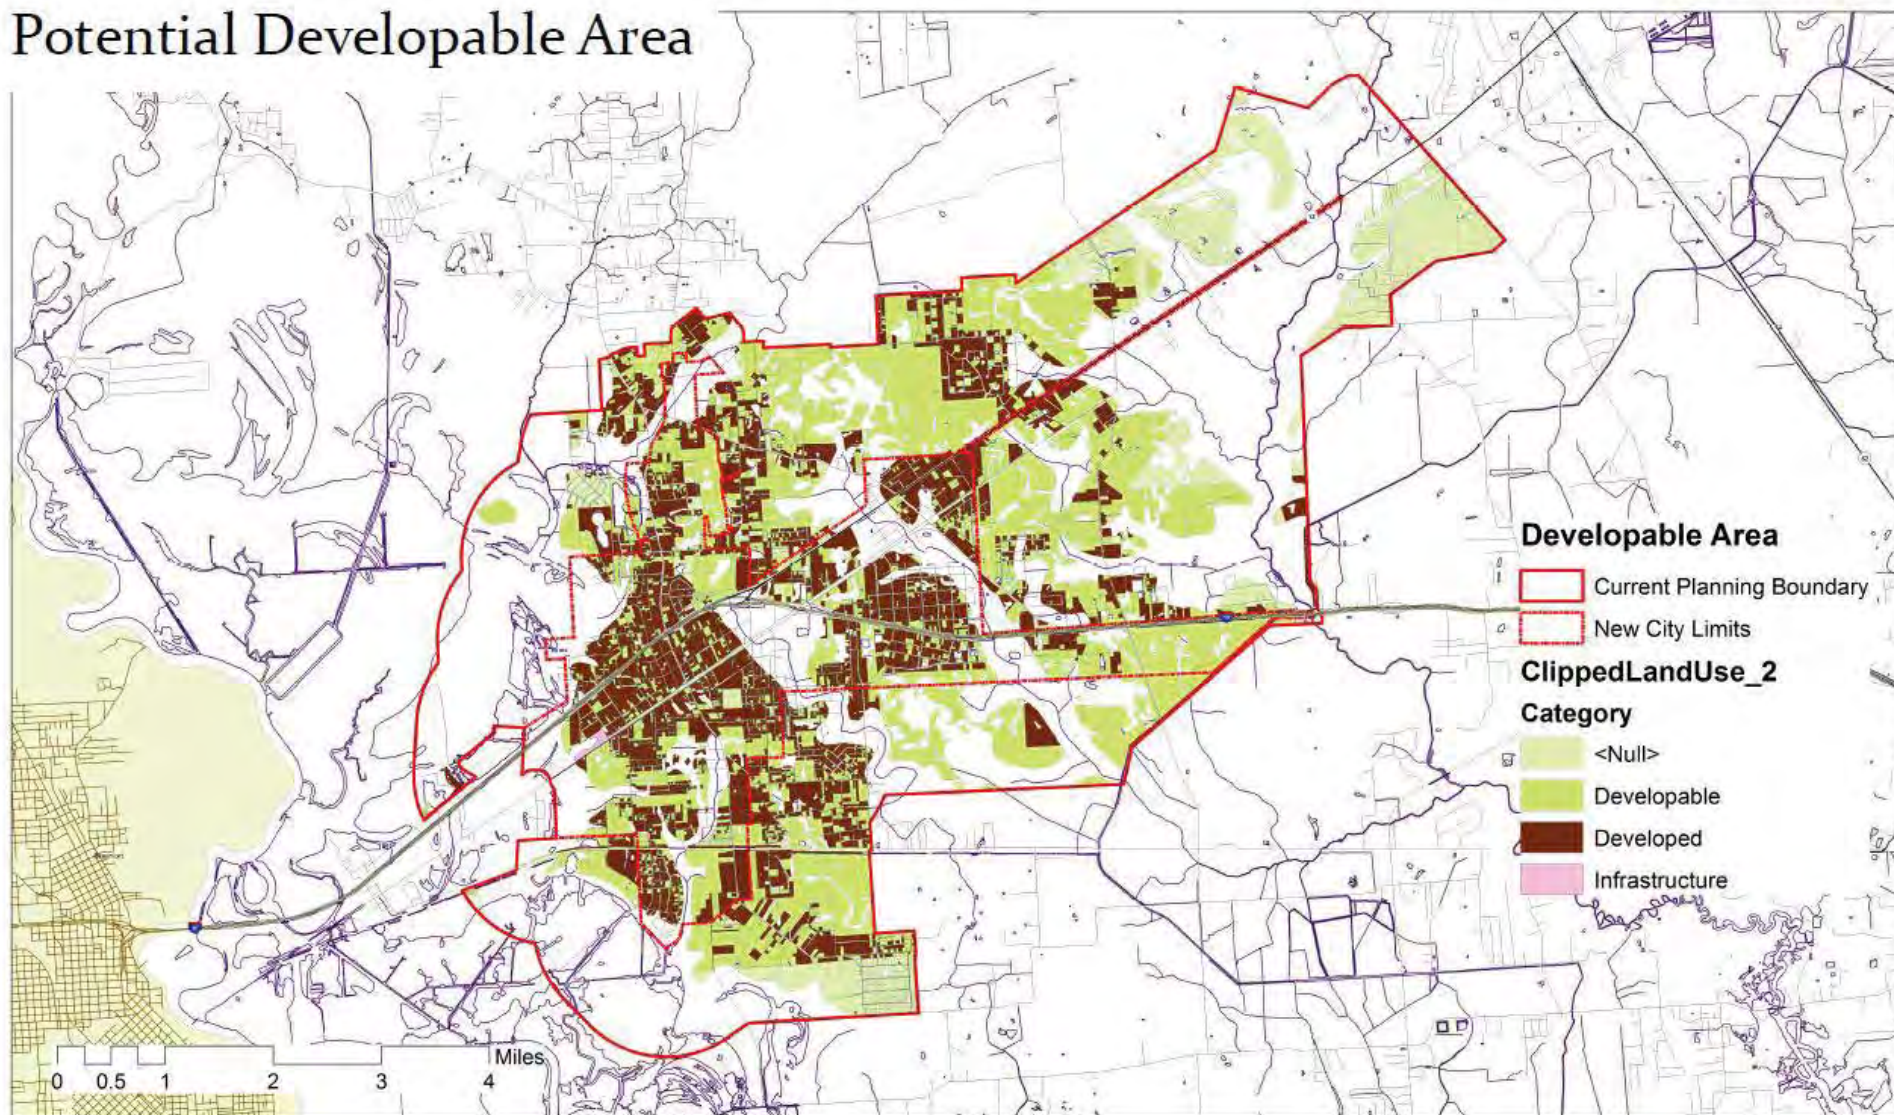 Potential Developable Area
Developable Area
Current Planning Boundary
New City Limits
ClippedLandUse_2
Category
<Null>
Developable
Developed
Infrastructure
Miles
0 0.5 1 2 3 4